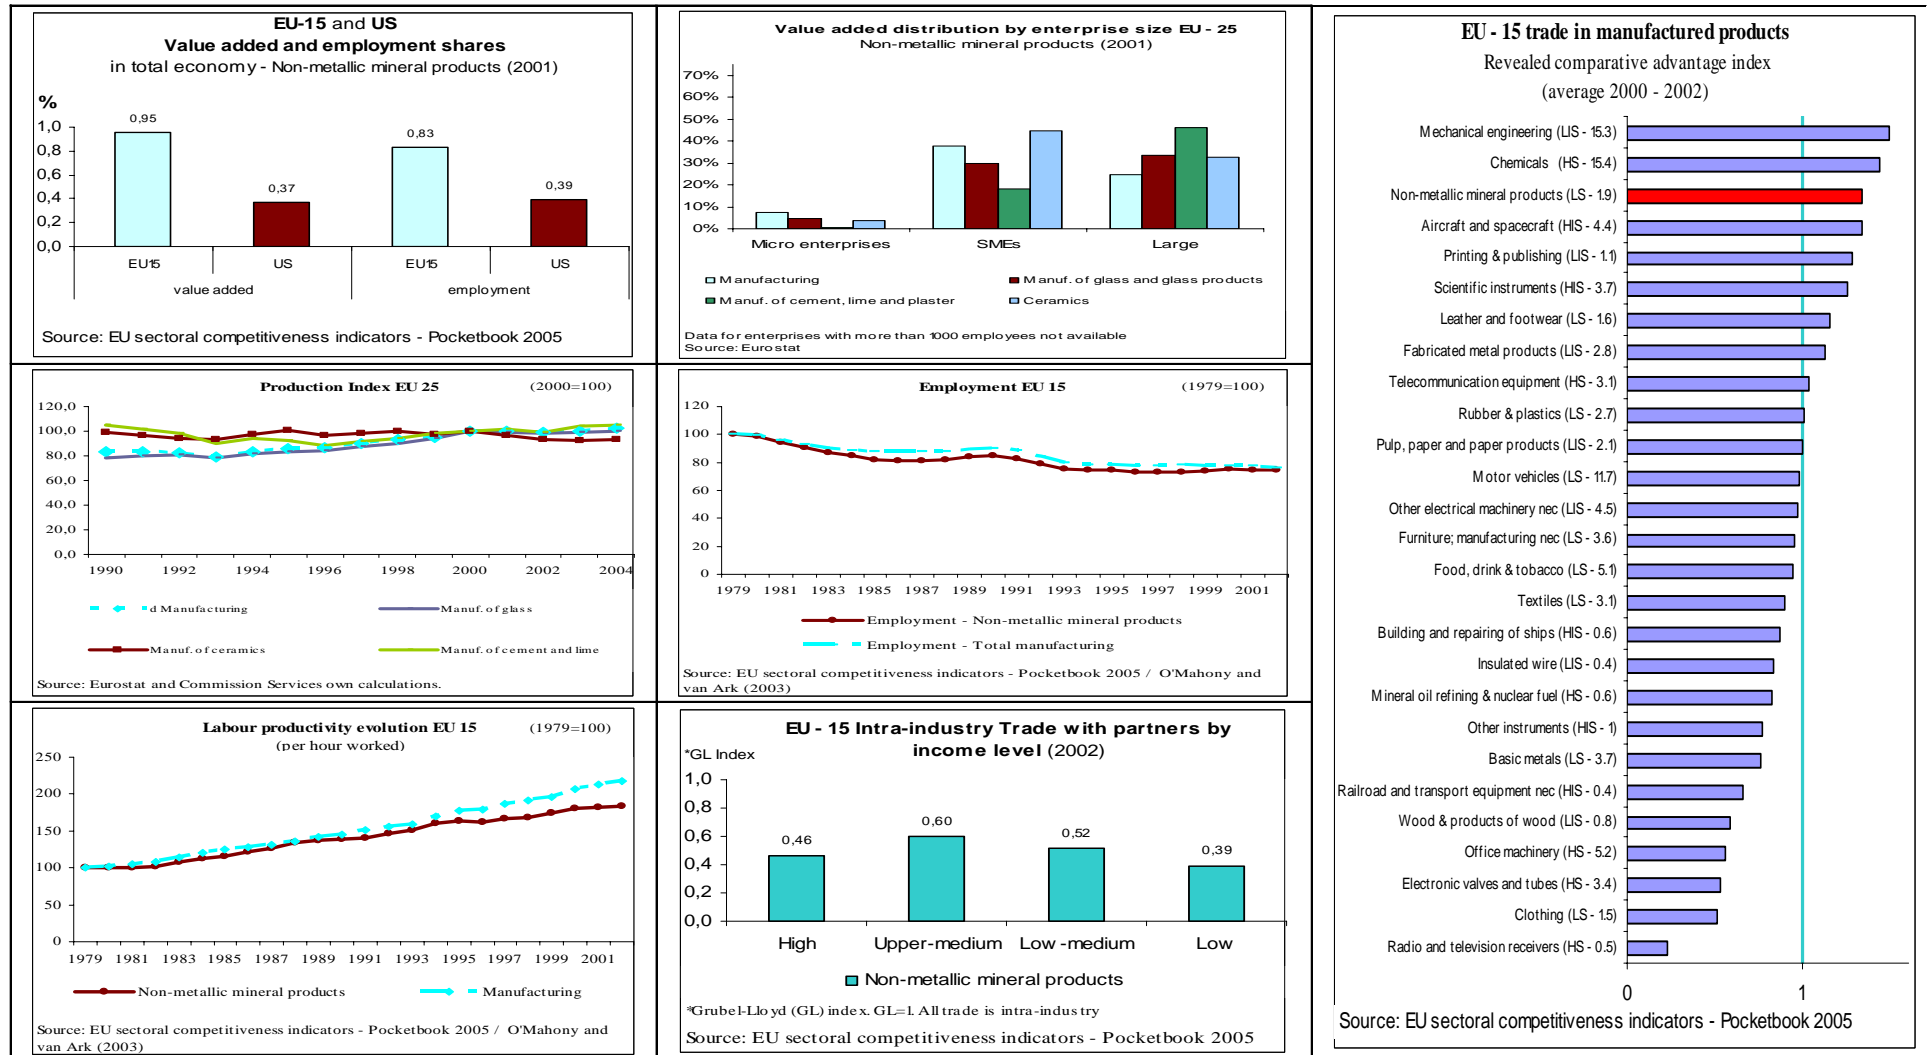 EU-15 and US
Value added and employment shares
in total economy - Non-metallic mineral products (2001)
%
1,0
0,8
0,6
0,4
0,2
0,0
0,95
0,37
0,83
0,39
EU15
US
EU15
US
value added
employment
Source: EU sectoral competitiveness indicators - Pocketbook 2005
Value added distribution by enterprise size EU - 25
Non-metallic mineral products (2001)
70%
60%
50%
40%
30%
20%
10%
0%
Micro enterprises
SMEs
Large
Manufacturing
Manuf. of glass and glass products
Manuf. of cement, lime and plaster
Ceramics
Data for enterprises with more than 1000 employees not available
Source: Eurostat
Production Index EU 25
(2000=100)
120,0
100,0
80,0
60,0
40,0
20,0
0,0
1990
1992
1994
1996
1998
2000
2002
2004
d Manufacturing
Manuf. of glass
Manuf. of ceramics
Manuf. of cement and lime
Source: Eurostat and Commission Services own calculations.
Employment EU 15
(1979=100)
120
100
80
60
40
20
0
1979
1981
1983
1985
1987
1989
1991
1993
1995
1997
1999
2001
Employment - Non-metallic mineral products
Employment - Total manufacturing
Source: EU sectoral competitiveness indicators - Pocketbook 2005 / O'Mahony and
van Ark (2003)
Labour productivity evolution EU 15
(1979=100)
(per hour worked)
250
200
150
100
50
0
1979
1981
1983
1985
1987
1989
1991
1993
1995
1997
1999
2001
Non-metallic mineral products
Manufacturing
Source: EU sectoral competitiveness indicators - Pocketbook 2005 / O'Mahony and
van Ark (2003)
EU - 15 Intra-industry Trade with partners by
income level (2002)
*GL Index
1,0
0,8
0,6
0,4
0,2
0,0
0,46
0,60
0,52
0,39
High
Upper-medium
Low -medium
Low
Non-metallic mineral products
*Grubel-Lloyd (GL) index. GL=1. All trade is intra-industry
Source: EU sectoral competitiveness indicators - Pocketbook 2005
EU - 15 trade in manufactured products
Revealed comparative advantage index
(average 2000 - 2002)
Mechanical engineering (LIS - 15.3)
Chemicals (HS - 15.4)
Non-metallic mineral products (LS - 1.9)
Aircraft and spacecraft (HIS - 4.4)
Printing & publishing (LIS - 1.1)
Scientific instruments (HIS - 3.7)
Leather and footwear (LS - 1.6)
Fabricated metal products (LIS - 2.8)
Telecommunication equipment (HS - 3.1)
Rubber & plastics (LS - 2.7)
Pulp, paper and paper products (LIS - 2.1)
Motor vehicles (LS - 11.7)
Other electrical machinery nec (LIS - 4.5)
Furniture; manufacturing nec (LS - 3.6)
Food, drink & tobacco (LS - 5.1)
Textiles (LS - 3.1)
Building and repairing of ships (HIS - 0.6)
Insulated wire (LIS - 0.4)
Mineral oil refining & nuclear fuel (HS - 0.6)
Other instruments (HIS - 1)
Basic metals (LS - 3.7)
Railroad and transport equipment nec (HIS - 0.4)
Wood & products of wood (LIS - 0.8)
Office machinery (HS - 5.2)
Electronic valves and tubes (HS - 3.4)
Clothing (LS - 1.5)
Radio and television receivers (HS - 0.5)
0
1
Source: EU sectoral competitiveness indicators - Pocketbook 2005